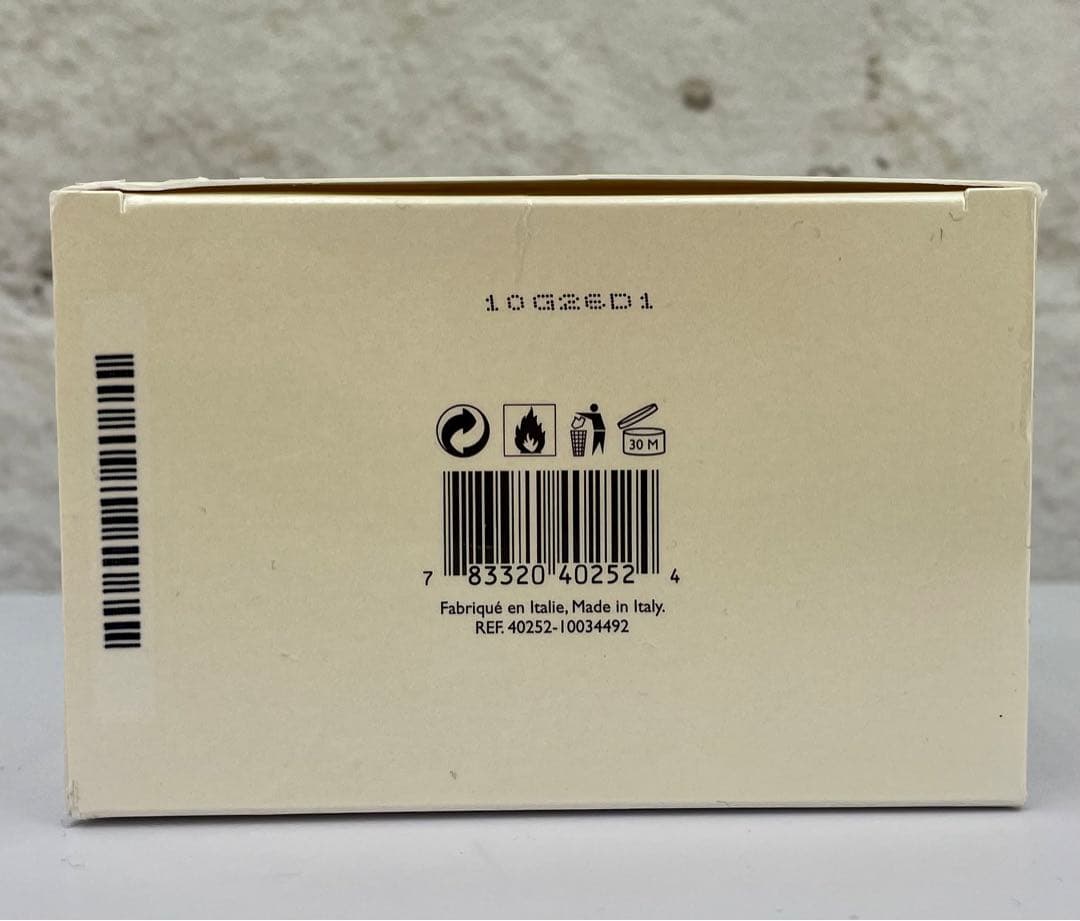 10G26D1
30 M
7 83320 40252 4
Fabriqué en Italie, Made in Italy.
REF. 40252-10034492